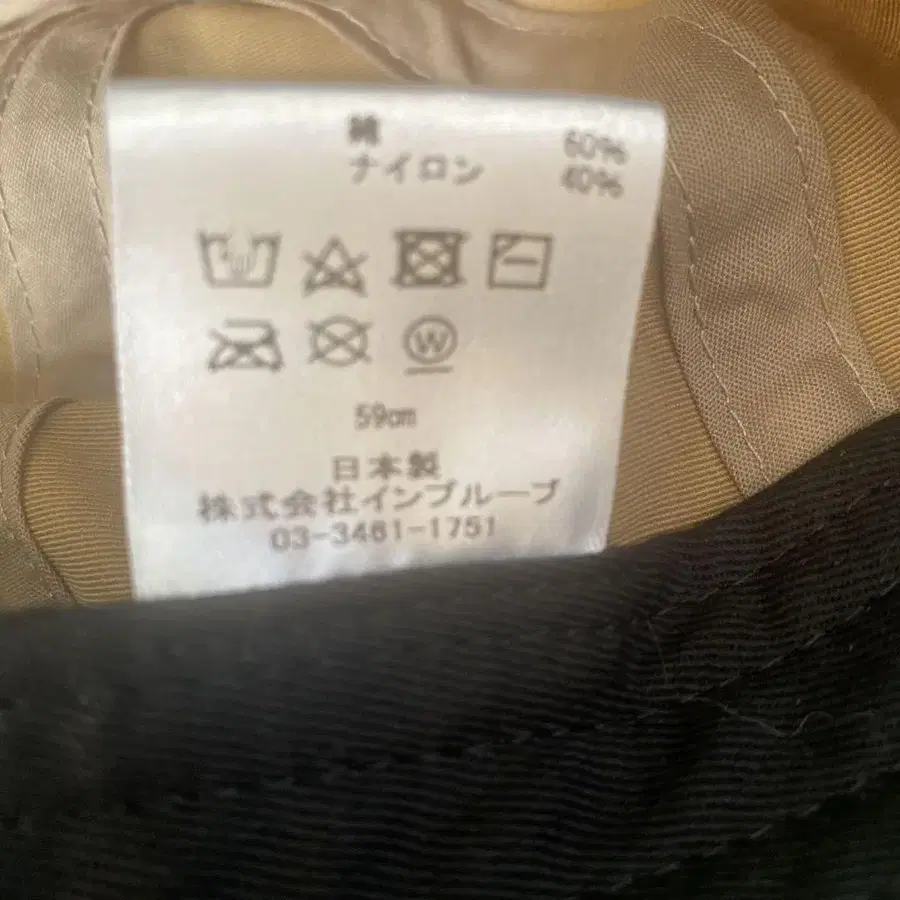 綿 60%
ナイロン 40%
W
59cm
日本製
株式会社インプルーブ
03-3461-1751